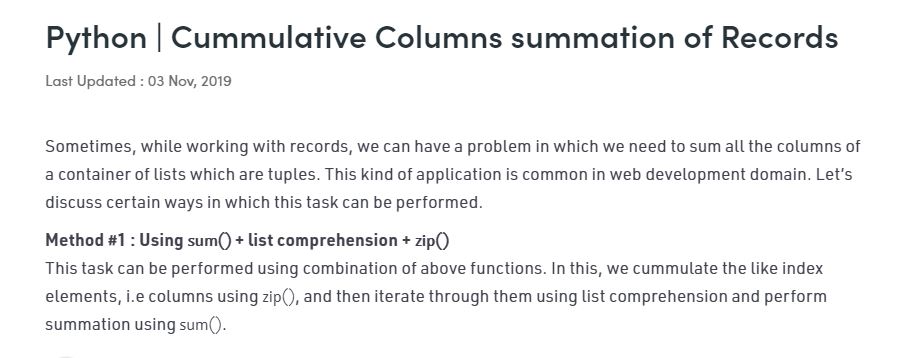 Python | Cummulative Columns summation of Records
Last Updated : 03 Nov, 2019
Sometimes, while working with records, we can have a problem in which we need to sum all the columns of
a container of lists which are tuples. This kind of application is common in web development domain. Let’s
discuss certain ways in which this task can be performed.
Method #1 : Using sum() + list comprehension + zip()
This task can be performed using combination of above functions. In this, we cummulate the like index
elements, i.e columns using zip(), and then iterate through them using list comprehension and perform
summation using sum().